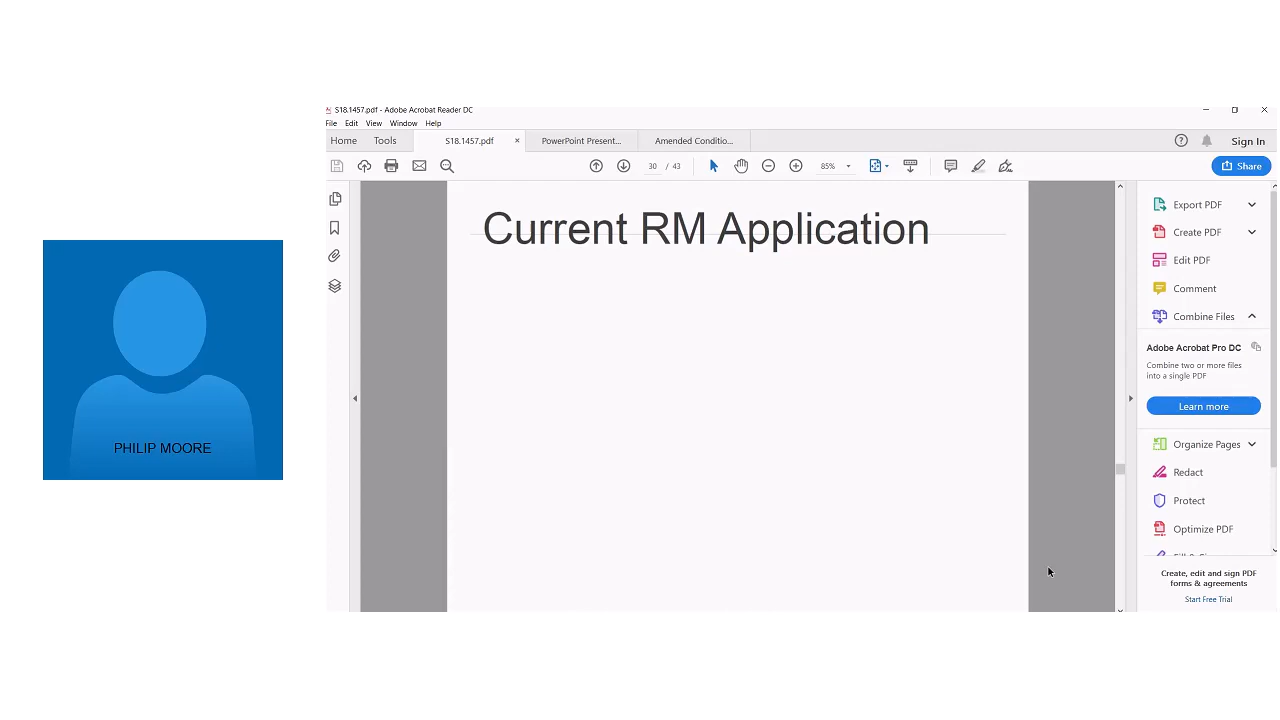 S18.1457.pdf - Adobe Acrobat Reader DC
File Edit View Window Help
Home Tools S18.1457.pdf × PowerPoint Present... Amended Conditio... Sign In
30 / 43 85% Share
Current RM Application
PHILIP MOORE
Export PDF
Create PDF
Edit PDF
Comment
Combine Files
Adobe Acrobat Pro DC
Combine two or more files
into a single PDF
Learn more
Organize Pages
Redact
Protect
Optimize PDF
Create, edit and sign PDF
forms & agreements
Start Free Trial